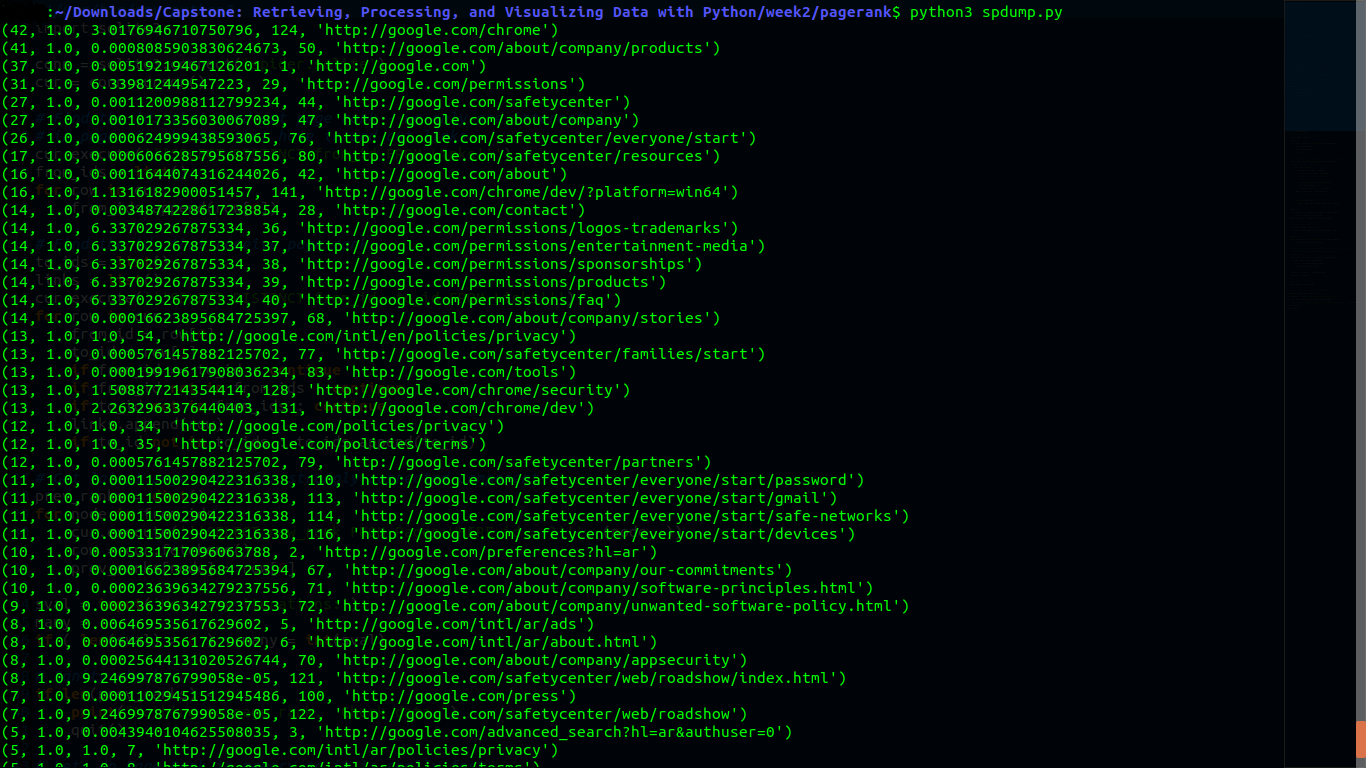 :~/Downloads/Capstone: Retrieving, Processing, and Visualizing Data with Python/week2/pagerank$ python3 spdump.py
(42, 1.0, 3.0176946710750796, 124, 'http://google.com/chrome')
(41, 1.0, 0.0008085903830624673, 50, 'http://google.com/about/company/products')
(37, 1.0, 0.005192194671​26201, 1, 'http://google.com')
(31, 1.0, 6.339812449547223, 29, 'http://google.com/permissions')
(27, 1.0, 0.0011200988112799234, 44, 'http://google.com/safetycenter')
(27, 1.0, 0.0010173356030067089, 47, 'http://google.com/about/company')
(26, 1.0, 0.000624999438593065, 76, 'http://google.com/safetycenter/everyone/start')
(17, 1.0, 0.0006066285795687556, 80, 'http://google.com/safetycenter/resources')
(16, 1.0, 0.0011644074316244026, 42, 'http://google.com/about')
(16, 1.0, 1.1316182900051457, 141, 'http://google.com/chrome/dev/?platform=win64')
(14, 1.0, 0.0034874228617238854, 28, 'http://google.com/contact')
(14, 1.0, 6.337029267875334, 36, 'http://google.com/permissions/logos-trademarks')
(14, 1.0, 6.337029267875334, 37, 'http://google.com/permissions/entertainment-media')
(14, 1.0, 6.337029267875334, 38, 'http://google.com/permissions/sponsorships')
(14, 1.0, 6.337029267875334, 39, 'http://google.com/permissions/products')
(14, 1.0, 6.337029267875334, 40, 'http://google.com/permissions/faq')
(14, 1.0, 0.00016623895684725397, 68, 'http://google.com/about/company/stories')
(13, 1.0, 1.0, 54, 'http://google.com/intl/en/policies/privacy')
(13, 1.0, 0.0005761457882125702, 77, 'http://google.com/safetycenter/families/start')
(13, 1.0, 0.00019919617908036234, 83, 'http://google.com/tools')
(13, 1.0, 1.508877214354414, 128, 'http://google.com/chrome/security')
(13, 1.0, 2.2632963376440403, 131, 'http://google.com/chrome/dev')
(12, 1.0, 1.0, 34, 'http://google.com/policies/privacy')
(12, 1.0, 1.0, 35, 'http://google.com/policies/terms')
(12, 1.0, 0.0005761457882125702, 79, 'http://google.com/safetycenter/partners')
(11, 1.0, 0.00011500290422316338, 110, 'http://google.com/safetycenter/everyone/start/password')
(11, 1.0, 0.00011500290422316338, 113, 'http://google.com/safetycenter/everyone/start/gmail')
(11, 1.0, 0.00011500290422316338, 114, 'http://google.com/safetycenter/everyone/start/safe-networks')
(11, 1.0, 0.00011500290422316338, 116, 'http://google.com/safetycenter/everyone/start/devices')
(10, 1.0, 0.005331717096063788, 2, 'http://google.com/preferences?hl=ar')
(10, 1.0, 0.00016623895684725394, 67, 'http://google.com/about/company/our-commitments')
(10, 1.0, 0.00023639634279237556, 71, 'http://google.com/about/company/software-principles.html')
(9, 1.0, 0.00023639634279237553, 72, 'http://google.com/about/company/unwanted-software-policy.html')
(8, 1.0, 0.006469535617629602, 5, 'http://google.com/intl/ar/ads')
(8, 1.0, 0.006469535617629602, 6, 'http://google.com/intl/ar/about.html')
(8, 1.0, 0.00025644131020526744, 70, 'http://google.com/about/company/appsecurity')
(8, 1.0, 9.246997876799058e-05, 121, 'http://google.com/safetycenter/web/roadshow/index.html')
(7, 1.0, 0.00011029451512945486, 100, 'http://google.com/press')
(7, 1.0, 9.246997876799058e-05, 122, 'http://google.com/safetycenter/web/roadshow')
(5, 1.0, 0.0043940104625508035, 3, 'http://google.com/advanced_search?hl=ar&authuser=0')
(5, 1.0, 1.0, 7, 'http://google.com/intl/ar/policies/privacy')
(5, 1.0, 1.0, 8, 'http://google.com/intl/ar/policies/terms')